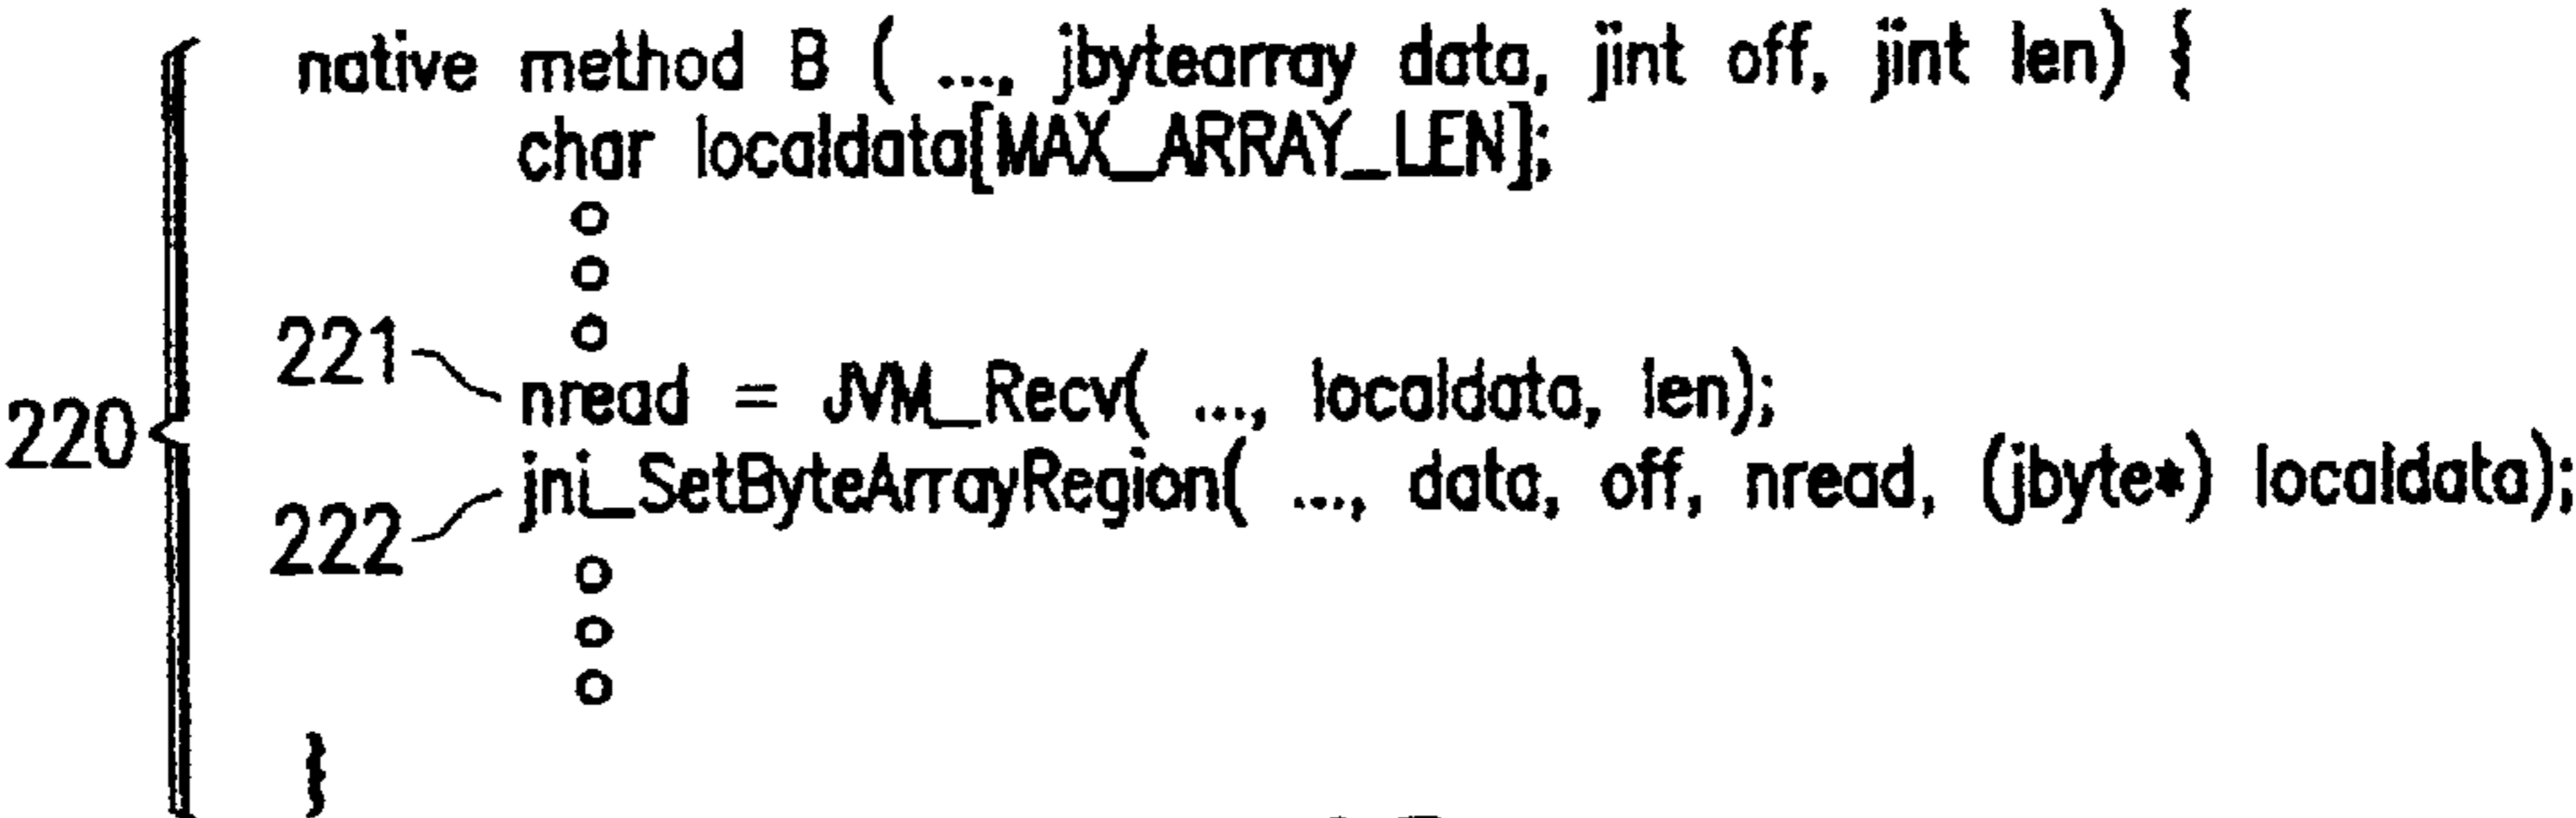 native method B ( ..., jbytearray data, jint off, jint len) {
char localdata[MAX_ARRAY_LEN];
221
nread = JVM_Recv( ..., localdata, len);
220
jni_SetByteArrayRegion( ..., data, off, nread, (jbyte*) localdata);
222
}